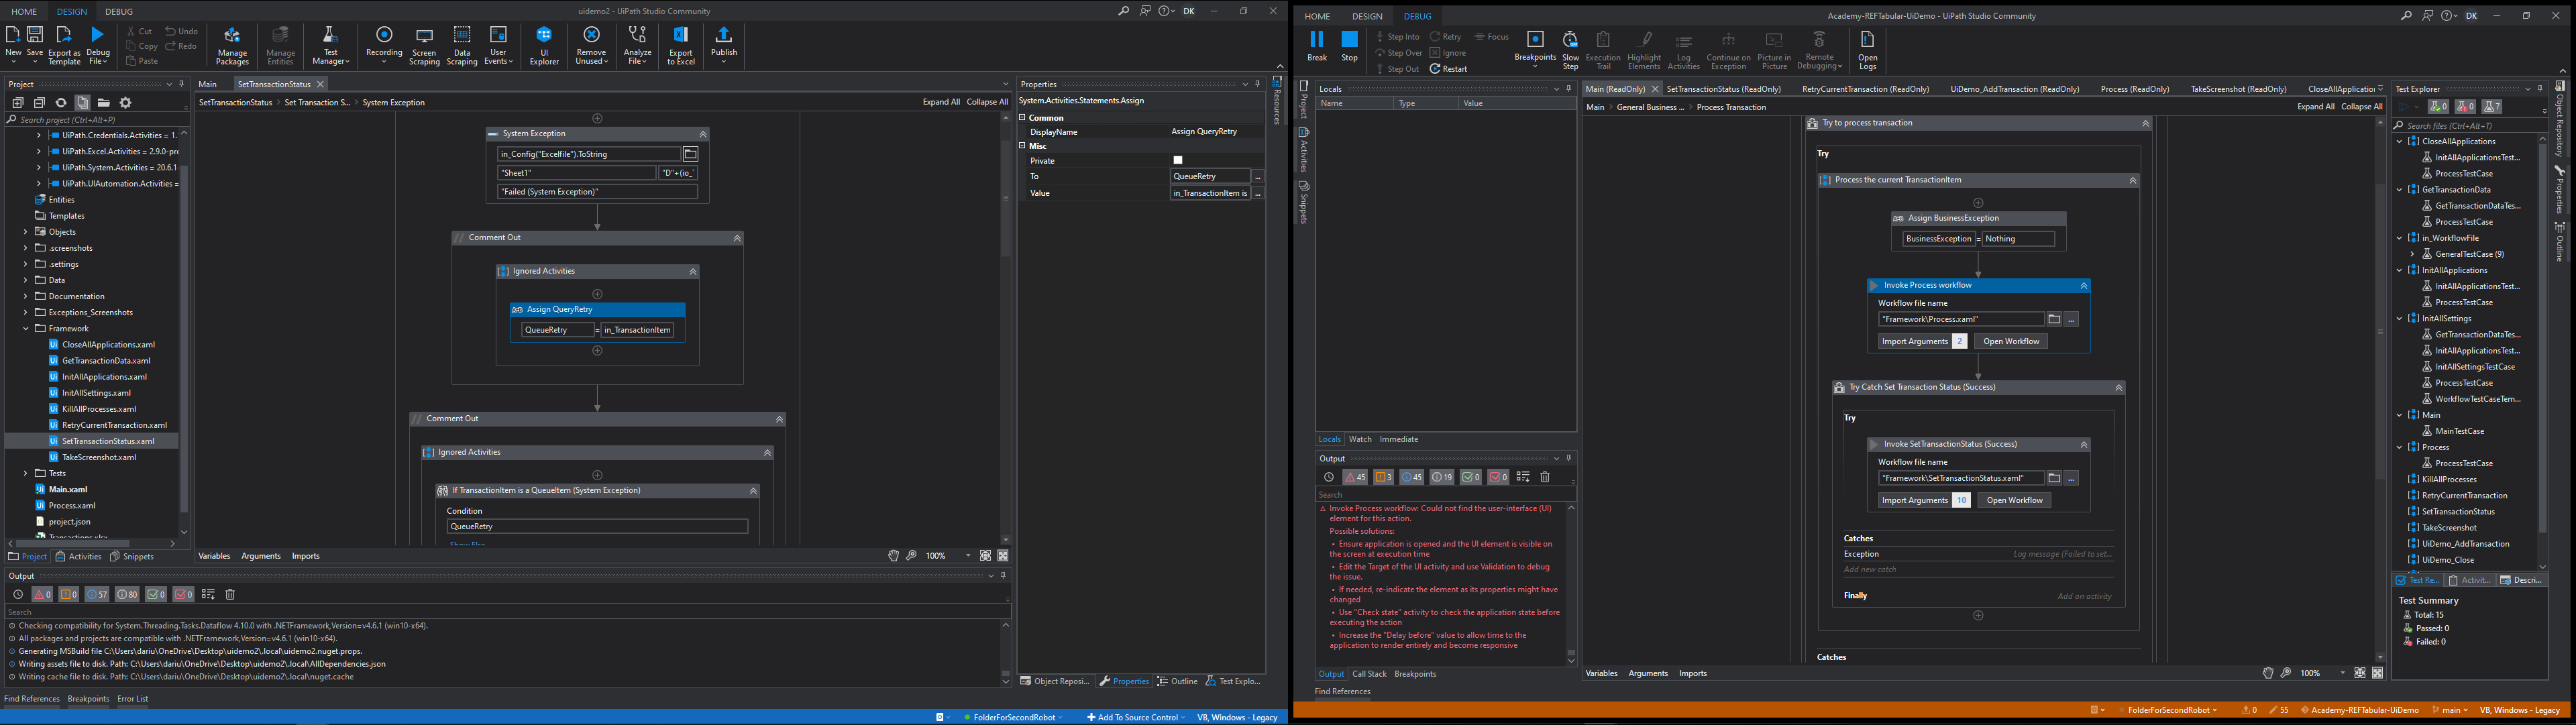 HOME DESIGN DEBUG
uidemo2 - UiPath Studio Community
DK
New Save Export as Template Debug File
Cut Copy Paste
Undo Redo
Manage Packages
Manage Entities
Test Manager
Recording Screen Scraping Data Scraping User Events
UI Explorer
Remove Unused
Analyze File
Export to Excel
Publish
Project
Search project (Ctrl+Alt+P)
UiPath.Credentials.Activities = 1.
UiPath.Excel.Activities = 2.9.0-pre
UiPath.System.Activities = 20.6.1-
UiPath.UIAutomation.Activities =
Entities
Templates
Objects
.screenshots
.settings
Data
Documentation
Exceptions_Screenshots
Framework
CloseAllApplications.xaml
GetTransactionData.xaml
InitAllApplications.xaml
InitAllSettings.xaml
KillAllProcesses.xaml
RetryCurrentTransaction.xaml
SetTransactionStatus.xaml
TakeScreenshot.xaml
Tests
Main.xaml
Process.xaml
project.json
Project Activities Snippets
Main SetTransactionStatus
SetTransactionStatus > Set Transaction S... > System Exception
Expand All Collapse All
System Exception
in_Config("Excelfile").ToString
"Sheet1" "D"+(io_
"Failed (System Exception)"
Comment Out
Ignored Activities
Assign QueryRetry
QueueRetry = in_TransactionItem
Comment Out
Ignored Activities
If TransactionItem is a QueueItem (System Exception)
Condition
QueueRetry
Show Else
Variables Arguments Imports
100%
Properties
System.Activities.Statements.Assign
Common
DisplayName Assign QueryRetry
Misc
Private
To QueueRetry ...
Value in_TransactionItem is ...
Resources
Object Reposi... Properties Outline Test Explo...
Output
0 0 57 80 0 0
Search
Checking compatibility for System.Threading.Tasks.Dataflow 4.10.0 with .NETFramework,Version=v4.6.1 (win10-x64).
All packages and projects are compatible with .NETFramework,Version=v4.6.1 (win10-x64).
Generating MSBuild file C:\Users\dariu\OneDrive\Desktop\uidemo2\.local\uidemo2.nuget.g.props.
Writing assets file to disk. Path: C:\Users\dariu\OneDrive\Desktop\uidemo2\.local\AllDependencies.json
Writing cache file to disk. Path: C:\Users\dariu\OneDrive\Desktop\uidemo2\.local\nuget.cache
Find References Breakpoints Error List
FolderForSecondRobot Add To Source Control VB, Windows - Legacy
HOME DESIGN DEBUG
Academy-REFTabular-UiDemo - UiPath Studio Community
DK
Break Stop
Step Into Step Over Step Out
Retry Ignore Restart
Focus
Breakpoints Slow Step Execution Trail Highlight Elements Log Activities Continue on Exception Picture in Picture Remote Debugging
Open Logs
Project
Activities
Snippets
Locals
Name Type Value
Locals Watch Immediate
Output
45 3 45 19 0 0
Search
Invoke Process workflow: Could not find the user-interface (UI)
element for this action.
Possible solutions:
• Ensure application is opened and the UI element is visible
on the screen at execution time
• Edit the Target of the UI activity and use Validation to debug
the issue.
• If needed, re-indicate the element as its properties might have
changed
• Use "Check state" activity to check the application state before
executing the action
• Increase the "Delay before" value to allow time to the
application to render entirely and become responsive
Output Call Stack Breakpoints
Find References
Main (ReadOnly) SetTransactionStatus (ReadOnly) RetryCurrentTransaction (ReadOnly) UiDemo_AddTransaction (ReadOnly) Process (ReadOnly) TakeScreenshot (ReadOnly) CloseAllApplication
Main > General Business ... > Process Transaction
Expand All Collapse All
Try to process transaction
Try
Process the current TransactionItem
Assign BusinessException
BusinessException = Nothing
Invoke Process workflow
Workflow file name
"Framework\Process.xaml" ...
Import Arguments 2 Open Workflow
Try Catch Set Transaction Status (Success)
Try
Invoke SetTransactionStatus (Success)
Workflow file name
"Framework\SetTransactionStatus.xaml" ...
Import Arguments 10 Open Workflow
Catches
Exception Log message (Failed to set...
Add new catch
Finally Add an activity
Catches
Variables Arguments Imports
100%
Test Explorer
0 0 7
Search files (Ctrl+Alt+T)
CloseAllApplications
InitAllApplicationsTest...
ProcessTestCase
GetTransactionData
GetTransactionDataTes...
ProcessTestCase
in_WorkflowFile
GeneralTestCase (9)
InitAllApplications
InitAllApplicationsTest...
ProcessTestCase
InitAllSettings
GetTransactionDataTes...
InitAllApplicationsTest...
InitAllSettingsTestCase
ProcessTestCase
WorkflowTestCaseTem...
Main
MainTestCase
Process
ProcessTestCase
KillAllProcesses
RetryCurrentTransaction
SetTransactionStatus
TakeScreenshot
UiDemo_AddTransaction
UiDemo_Close
Test Re... Activit... Descri...
Test Summary
Total: 15
Passed: 0
Failed: 0
Object Repository
Properties
Outline
FolderForSecondRobot 0 55 Academy-REFTabular-UiDemo main VB, Windows - Legacy